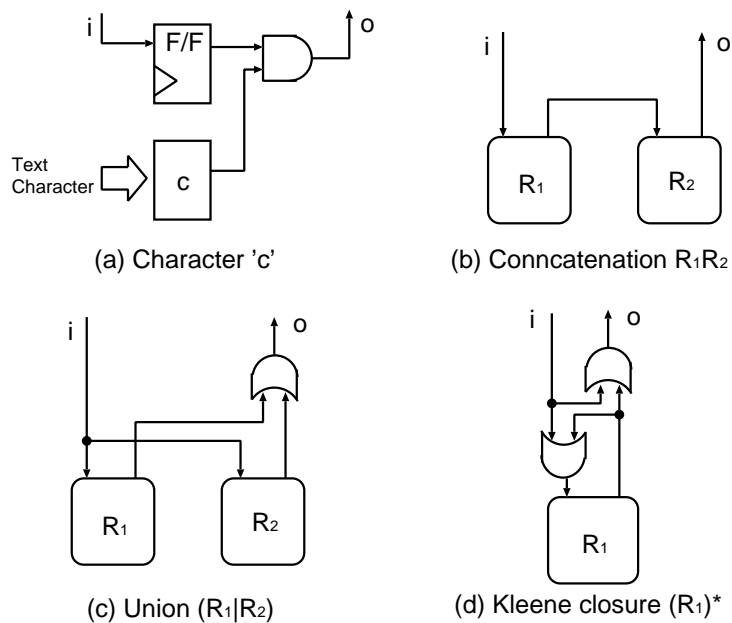 i
F/F
o
Text
Character
c
(a) Character 'c'
i
o
R₁
R₂
(b) Conncatenation R₁R₂
i
o
R₁
R₂
(c) Union (R₁|R₂)
i
o
R₁
(d) Kleene closure (R₁)*